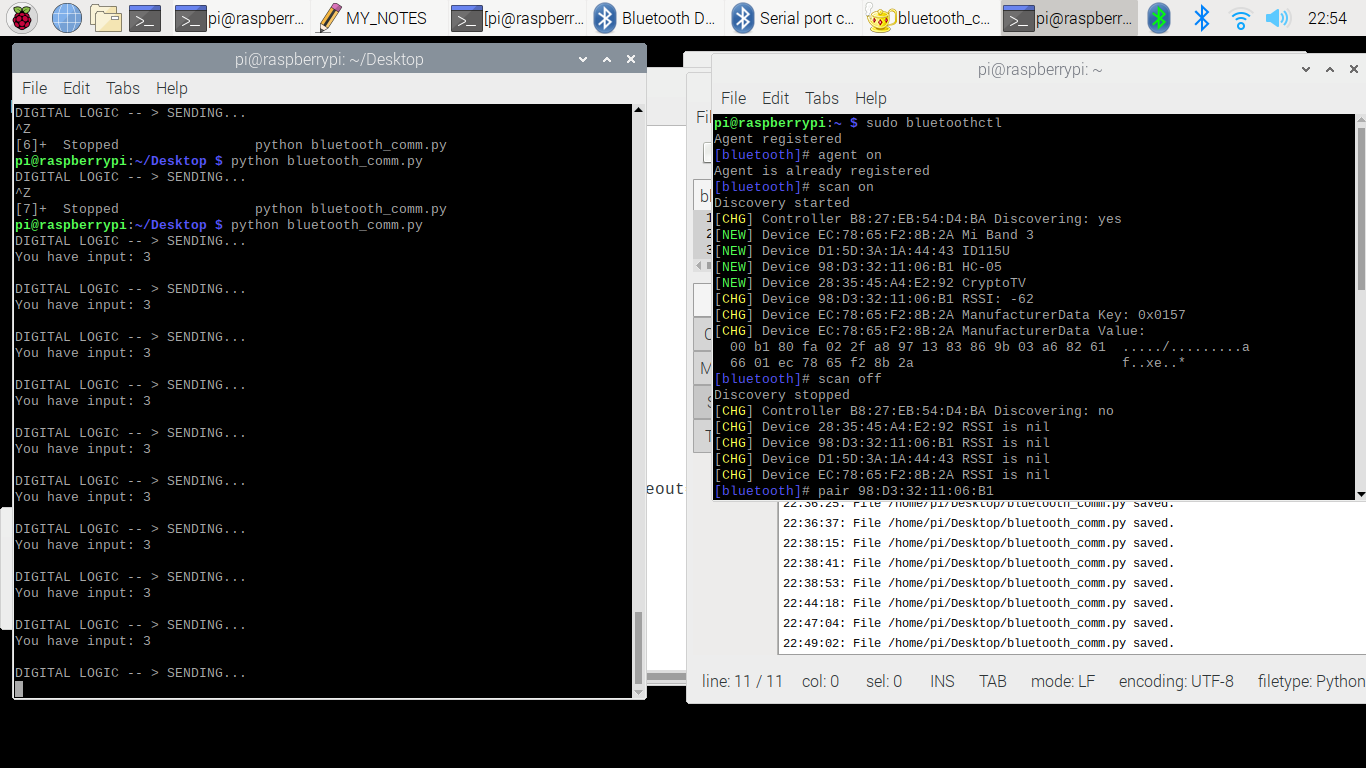 pi@raspberr...
MY_NOTES
[pi@raspberr...
Bluetooth D...
Serial port c...
bluetooth_c...
pi@raspberr...
22:54
pi@raspberrypi: ~/Desktop
File Edit Tabs Help
DIGITAL LOGIC -- > SENDING...
^Z
[6]+  Stopped                 python bluetooth_comm.py
pi@raspberrypi:~/Desktop $ python bluetooth_comm.py
DIGITAL LOGIC -- > SENDING...
^Z
[7]+  Stopped                 python bluetooth_comm.py
pi@raspberrypi:~/Desktop $ python bluetooth_comm.py
DIGITAL LOGIC -- > SENDING...
You have input: 3
DIGITAL LOGIC -- > SENDING...
You have input: 3
DIGITAL LOGIC -- > SENDING...
You have input: 3
DIGITAL LOGIC -- > SENDING...
You have input: 3
DIGITAL LOGIC -- > SENDING...
You have input: 3
DIGITAL LOGIC -- > SENDING...
You have input: 3
DIGITAL LOGIC -- > SENDING...
You have input: 3
DIGITAL LOGIC -- > SENDING...
You have input: 3
DIGITAL LOGIC -- > SENDING...
You have input: 3
DIGITAL LOGIC -- > SENDING...
pi@raspberrypi: ~
File Edit Tabs Help
pi@raspberrypi:~ $ sudo bluetoothctl
Agent registered
[bluetooth]# agent on
Agent is already registered
[bluetooth]# scan on
Discovery started
[CHG] Controller B8:27:EB:54:D4:BA Discovering: yes
[NEW] Device EC:78:65:F2:8B:2A Mi Band 3
[NEW] Device D1:5D:3A:1A:44:43 ID115U
[NEW] Device 98:D3:32:11:06:B1 HC-05
[NEW] Device 28:35:45:A4:E2:92 CryptoTV
[CHG] Device 98:D3:32:11:06:B1 RSSI: -62
[CHG] Device EC:78:65:F2:8B:2A ManufacturerData Key: 0x0157
[CHG] Device EC:78:65:F2:8B:2A ManufacturerData Value:
  00 b1 80 fa 02 2f a8 97 13 83 86 9b 03 a6 82 61  ...../.........a
  66 01 ec 78 65 f2 8b 2a                          f..xe..*
[bluetooth]# scan off
Discovery stopped
[CHG] Controller B8:27:EB:54:D4:BA Discovering: no
[CHG] Device 28:35:45:A4:E2:92 RSSI is nil
[CHG] Device 98:D3:32:11:06:B1 RSSI is nil
[CHG] Device D1:5D:3A:1A:44:43 RSSI is nil
[CHG] Device EC:78:65:F2:8B:2A RSSI is nil
[bluetooth]# pair 98:D3:32:11:06:B1
eout
22:36:25: File /home/pi/Desktop/bluetooth_comm.py saved.
22:36:37: File /home/pi/Desktop/bluetooth_comm.py saved.
22:38:15: File /home/pi/Desktop/bluetooth_comm.py saved.
22:38:41: File /home/pi/Desktop/bluetooth_comm.py saved.
22:38:53: File /home/pi/Desktop/bluetooth_comm.py saved.
22:44:18: File /home/pi/Desktop/bluetooth_comm.py saved.
22:47:04: File /home/pi/Desktop/bluetooth_comm.py saved.
22:49:02: File /home/pi/Desktop/bluetooth_comm.py saved.
line: 11 / 11 col: 0 sel: 0 INS TAB mode: LF encoding: UTF-8 filetype: Python